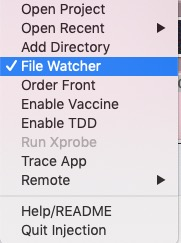 Open Project
Open Recent
Add Directory
File Watcher
Order Front
Enable Vaccine
Enable TDD
Run Xprobe
Trace App
Remote
Help/README
Quit Injection